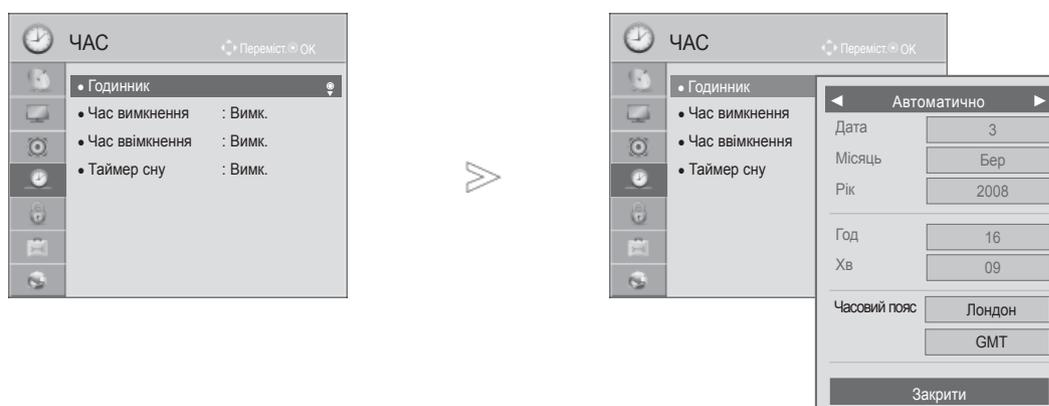 ЧАС
Переміст. OK
• Годинник
• Час вимкнення : Вимк.
• Час ввімкнення : Вимк.
• Таймер сну : Вимк.
ЧАС
Переміст. OK
• Годинник
• Час вимкнення
• Час ввімкнення
• Таймер сну
◄ Автоматично ►
Дата 3
Місяць Бер
Рік 2008
Год 16
Хв 09
Часовий пояс Лондон
GMT
Закрити